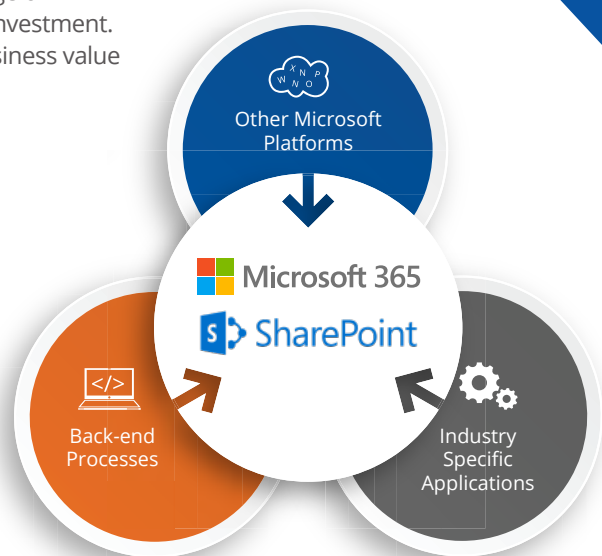 nvestment.
siness value
X N P
W N O
Other Microsoft
Platforms
Microsoft 365
S SharePoint
</>
Back-end
Processes
Industry
Specific
Applications